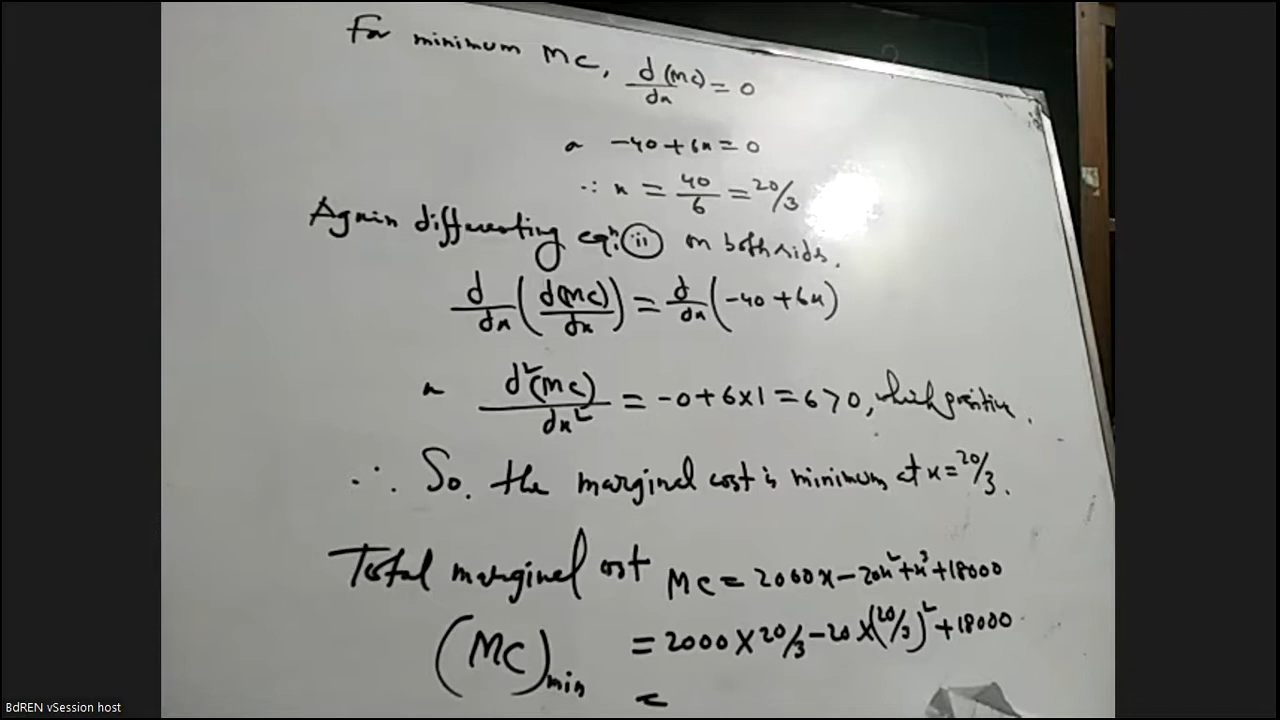 For minimum MC, d(MC)/dx = 0
or -40 + 6x = 0
∴ x = 40/6 = 20/3
Again differenting eqⁿ: (ii) on both sids.
d/dx (d(MC)/dx) = d/dx (-40 + 6x)
or d²(MC)/dx² = -0 + 6×1 = 6 > 0, which positive.
∴ So. the marginal cost is minimum at x = 20/3.
Total marginal cost MC = 2000x - 20x² + x³ + 18000
(MC)min = 2000 × 20/3 - 20 × (20/3)² + 18000
=
BdREN vSession host